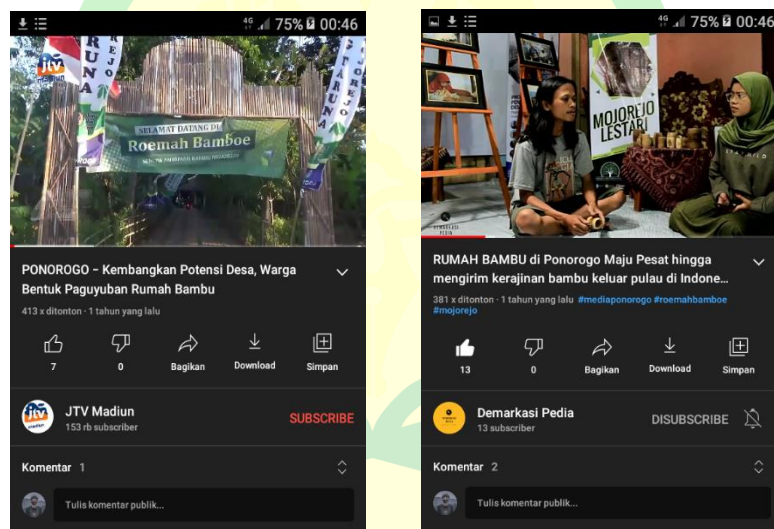 4G 75% 00:46
jtv
madiun
SELAMAT DATANG DI
Roemah Bamboe
PONOROGO – Kembangkan Potensi Desa, Warga
Bentuk Paguyuban Rumah Bambu
413 x ditonton · 1 tahun yang lalu
7
0
Bagikan
Download
Simpan
JTV Madiun
153 rb subscriber
SUBSCRIBE
Komentar 1
Tulis komentar publik...
4G 75% 00:46
MOJOREJO
LESTARI
DEMARKASI
PEDIA
RUMAH BAMBU di Ponorogo Maju Pesat hingga
mengirim kerajinan bambu keluar pulau di Indone...
381 x ditonton · 1 tahun yang lalu #mediaponorogo #roemahbamboe
#mojorejo
13
0
Bagikan
Download
Simpan
Demarkasi Pedia
13 subscriber
DISUBSCRIBE
Komentar 2
Tulis komentar publik...